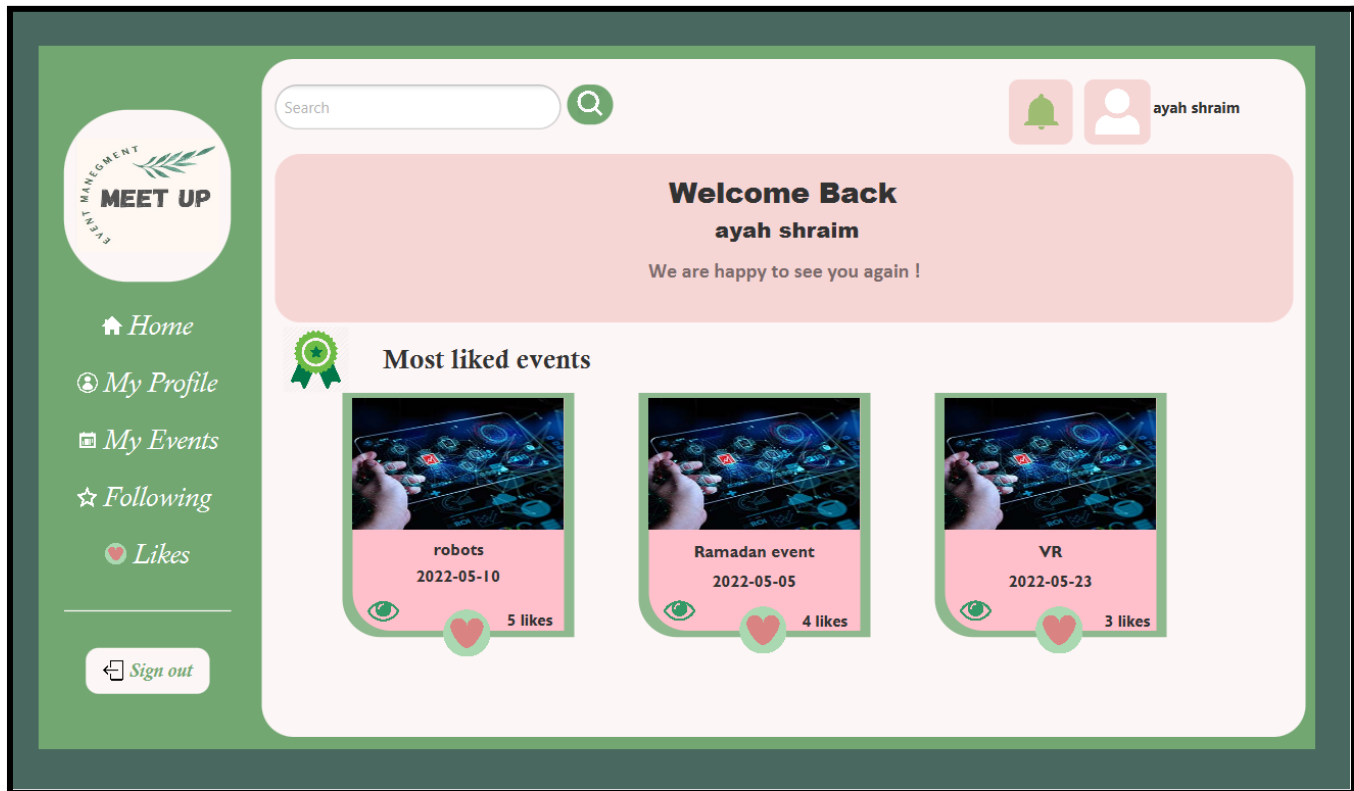 Search
ayah shraim
EVENT MANEGMENT
MEET UP
Welcome Back
ayah shraim
We are happy to see you again !
Home
My Profile
My Events
Following
Likes
Sign out
Most liked events
robots
2022-05-10
5 likes
Ramadan event
2022-05-05
4 likes
VR
2022-05-23
3 likes